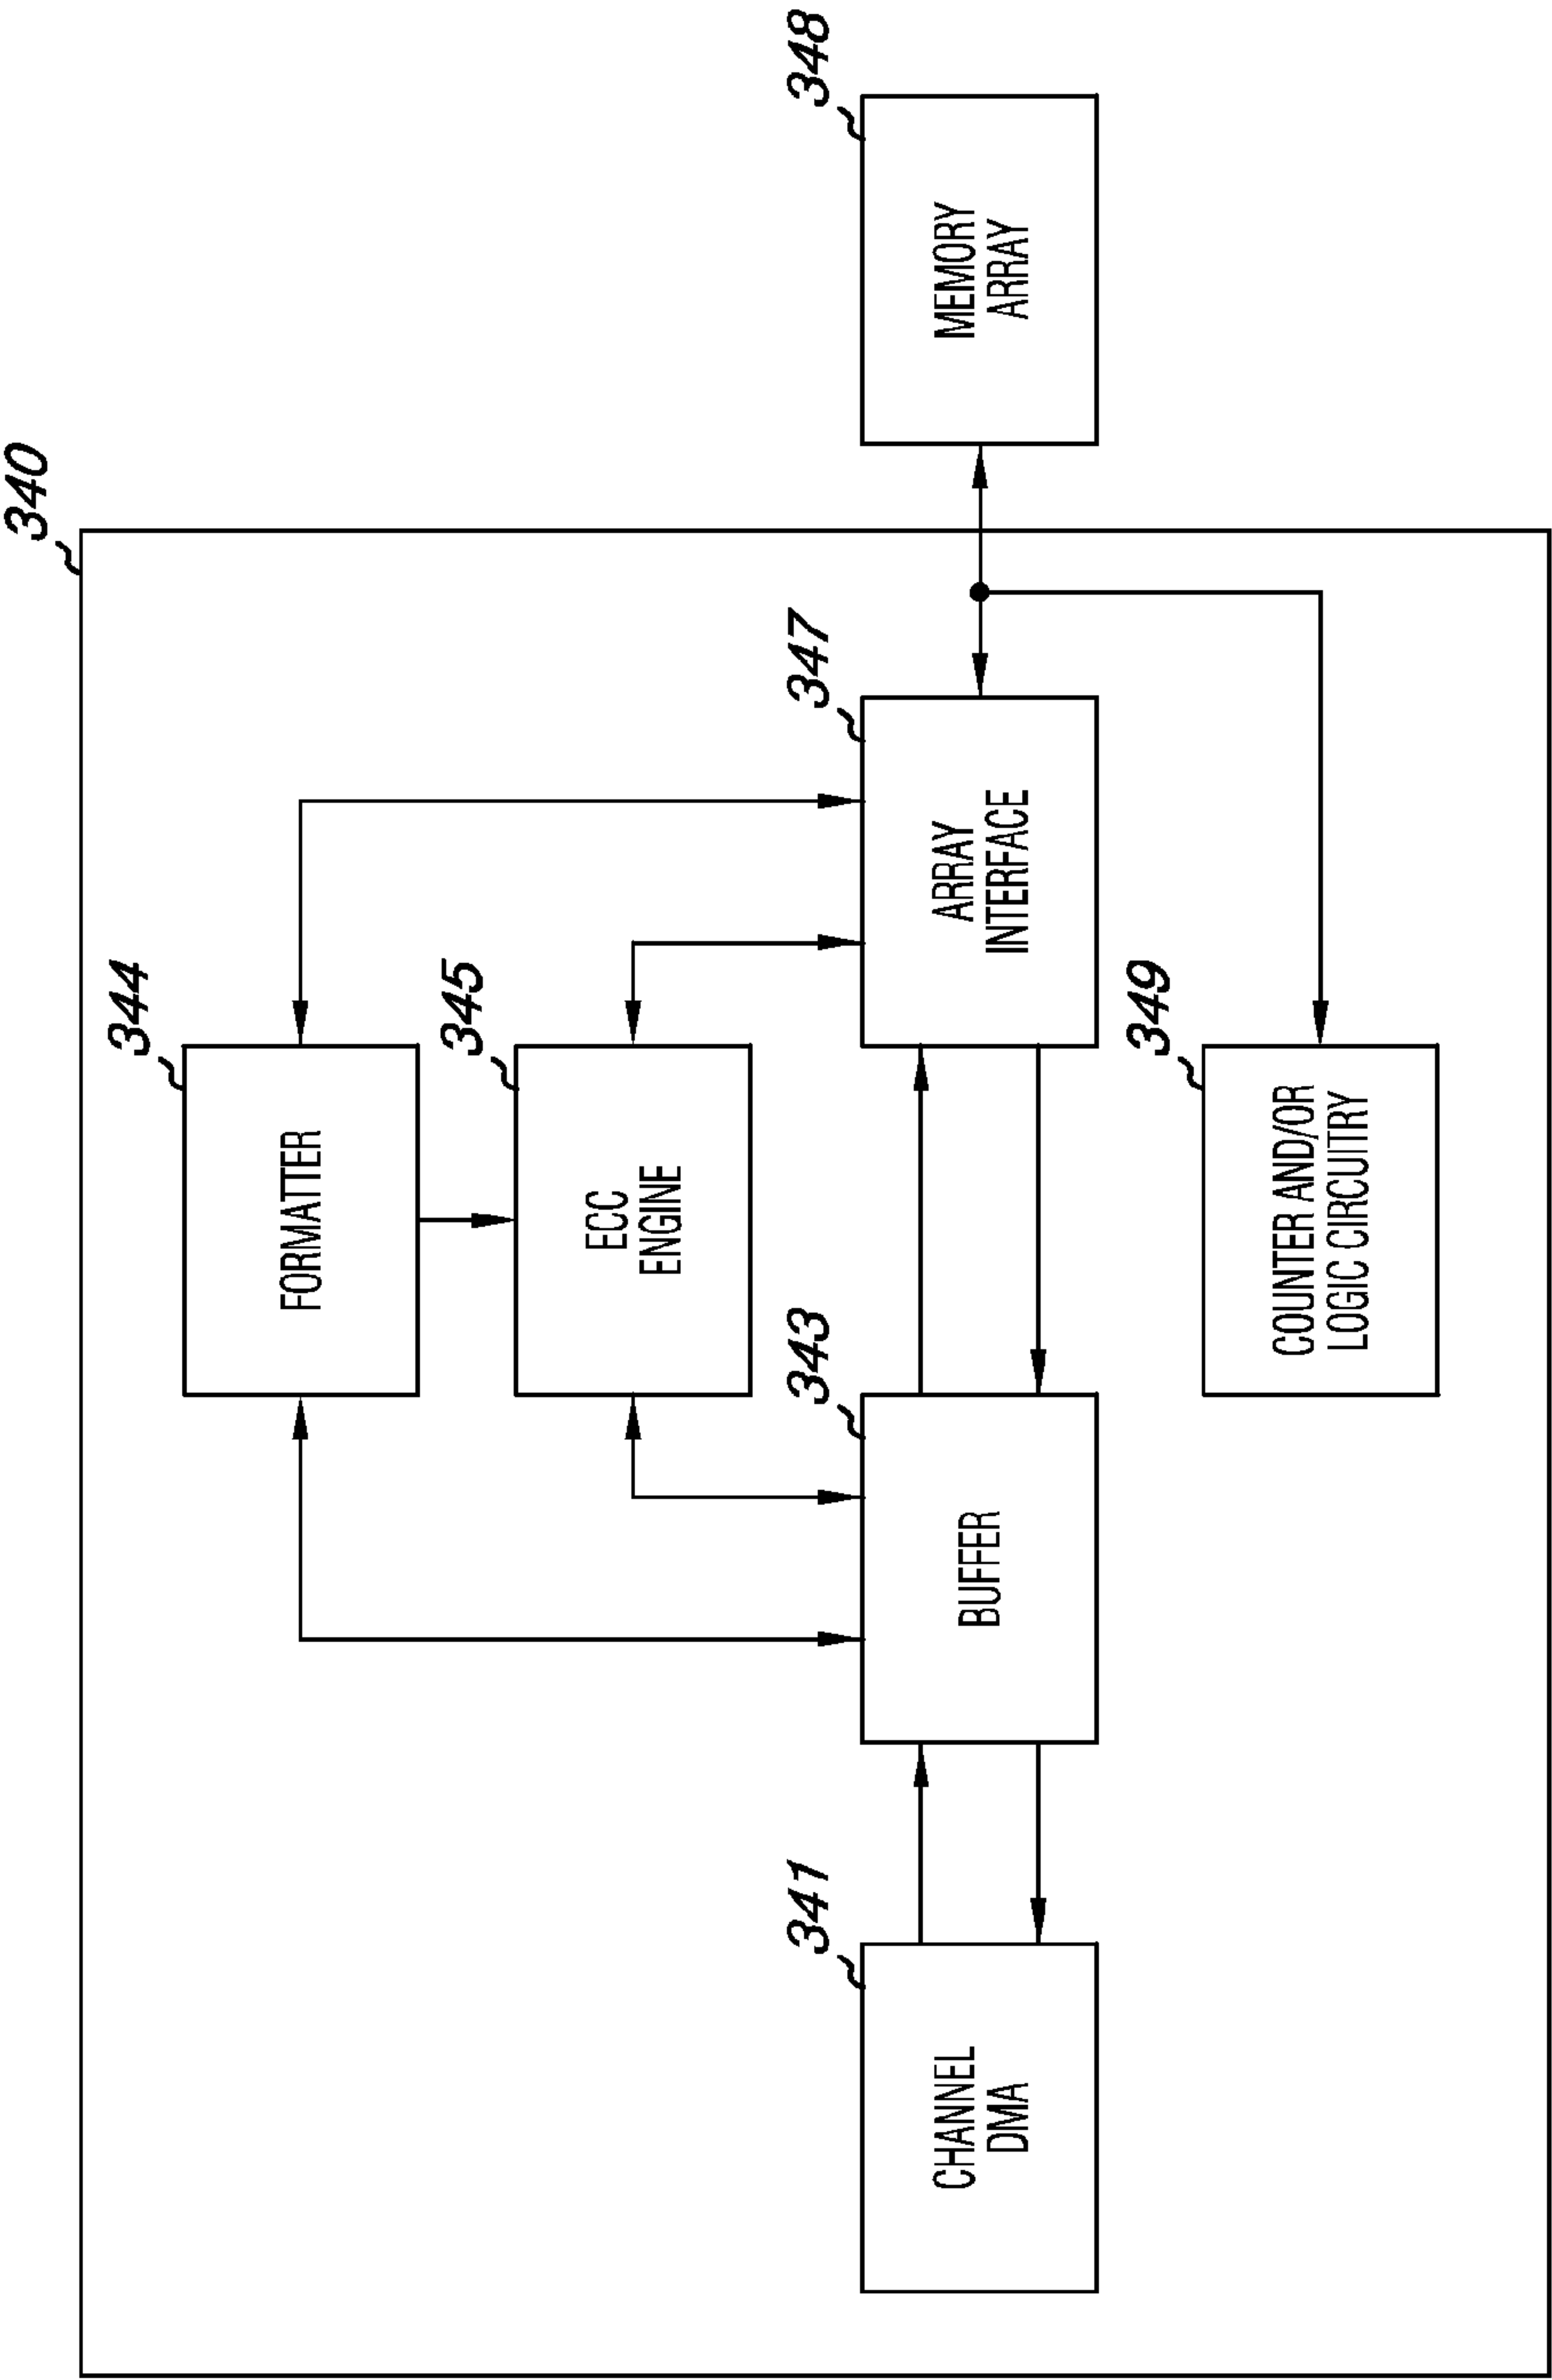 340
344
FORMATTER
345
ECC
ENGINE
341
CHANNEL
DMA
343
BUFFER
347
ARRAY
INTERFACE
348
MEMORY
ARRAY
349
COUNTER AND/OR
LOGIC CIRCUITRY